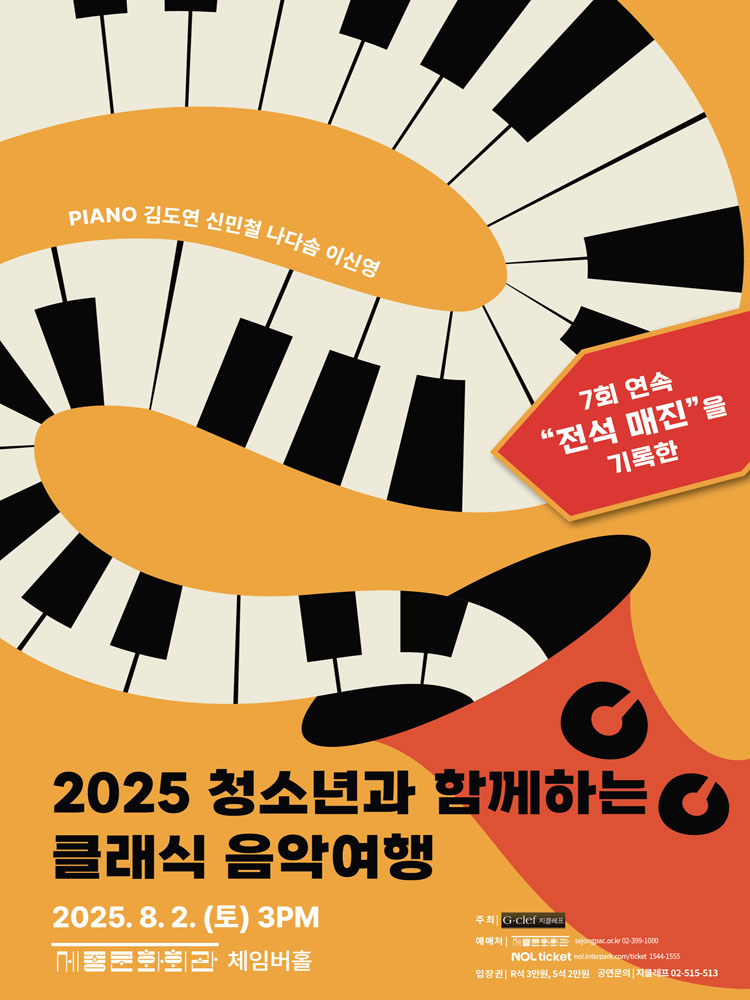 PIANO 김도연 신민철 나다솜 이신영
7회 연속
“전석 매진”을
기록한
2025 청소년과 함께하는
클래식 음악여행
2025. 8. 2. (토) 3PM
세종문화회관 체임버홀
주최| G·clef 지클레프
예매처| 세종문화회관 sejongpac.or.kr 02-399-1000
NOL ticket nol.interpark.com/ticket 1544-1555
입장권| R석 3만원, S석 2만원 공연문의| 지클레프 02-515-513